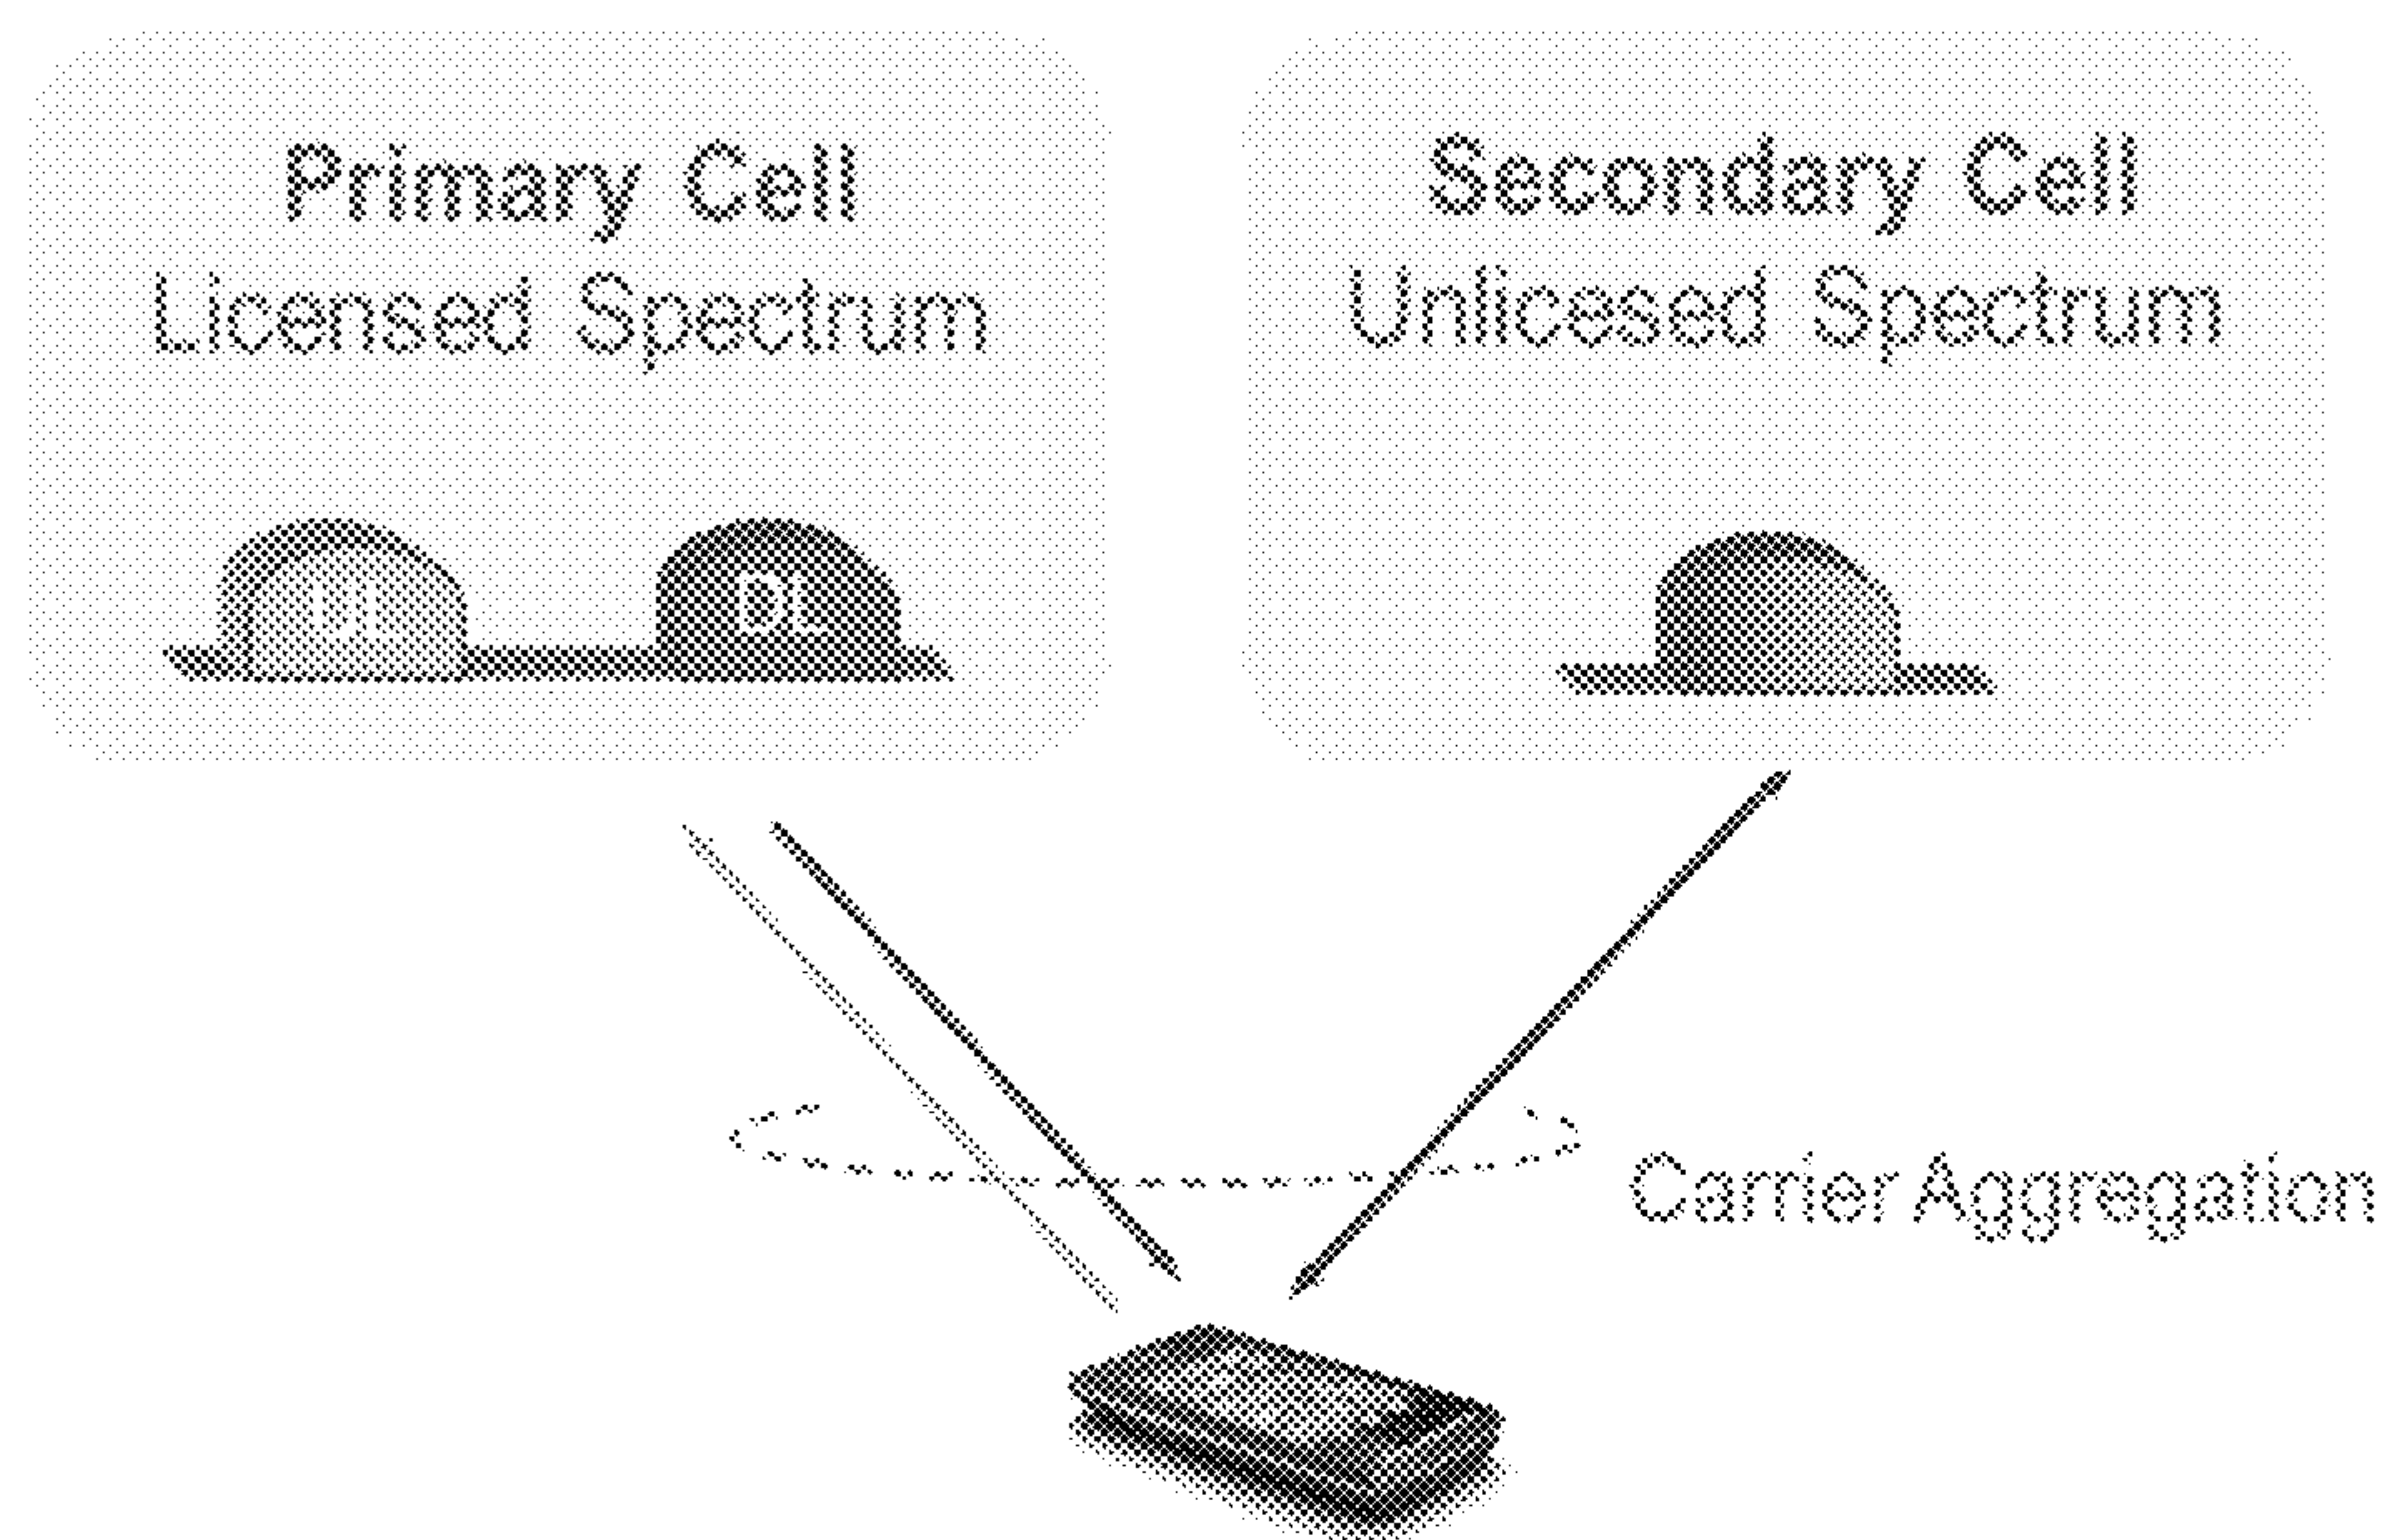 Primary Cell
Licensed Spectrum
DL
Secondary Cell
Unlicesed Spectrum
Carrier Aggregation